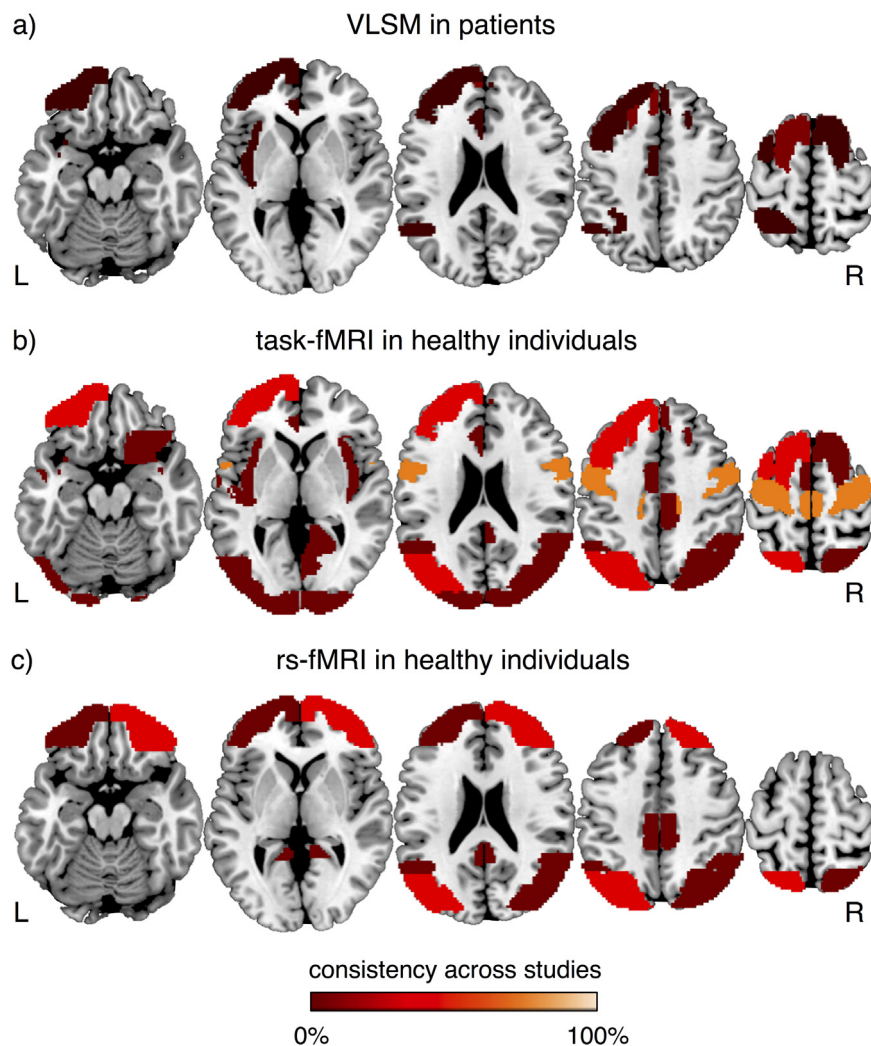 a)
VLSM in patients
L
R
b)
task-fMRI in healthy individuals
L
R
c)
rs-fMRI in healthy individuals
L
R
consistency across studies
0%
100%